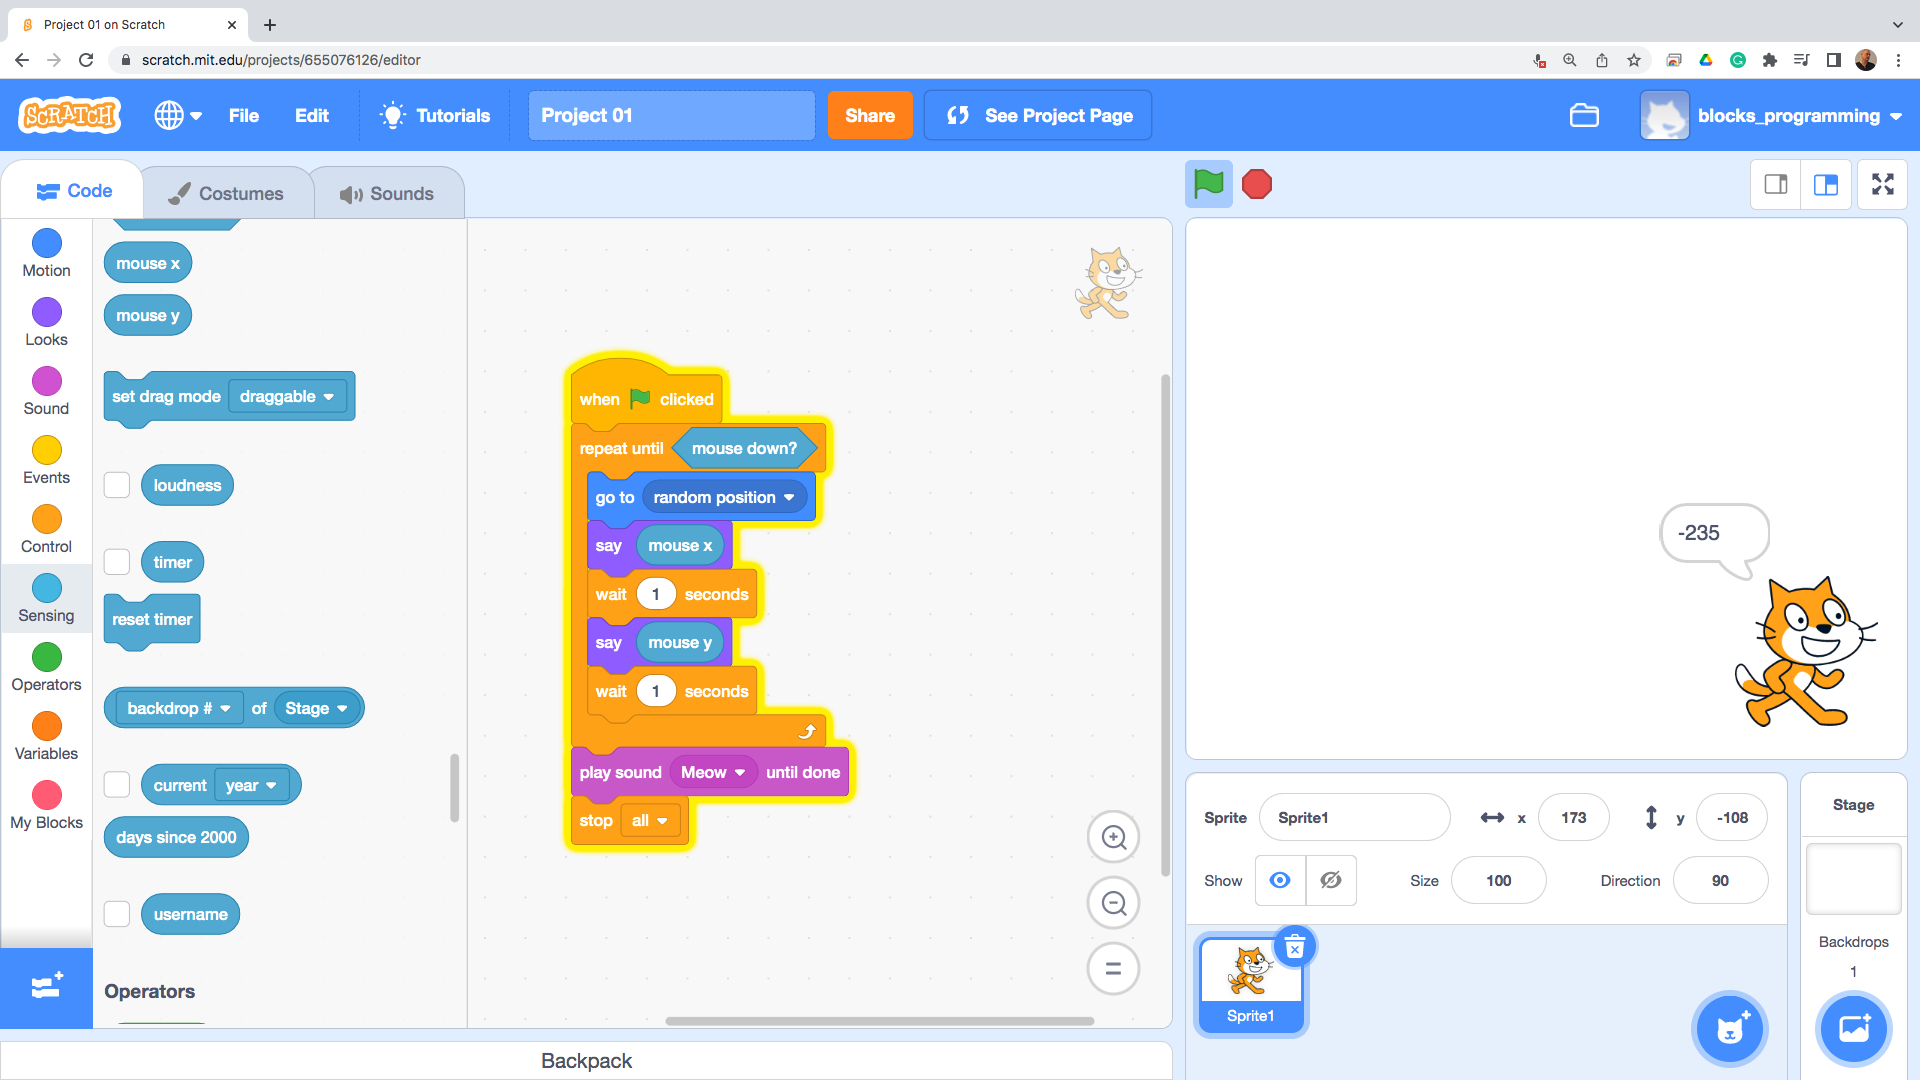 Project 01 on Scratch
scratch.mit.edu/projects/655076126/editor
SCRATCH
File
Edit
Tutorials
Project 01
Share
See Project Page
blocks_programming
Code
Costumes
Sounds
Motion
Looks
Sound
Events
Control
Sensing
Operators
Variables
My Blocks
mouse x
mouse y
set drag mode draggable
loudness
timer
reset timer
backdrop # of Stage
current year
days since 2000
username
Operators
when clicked
repeat until mouse down?
go to random position
say mouse x
wait 1 seconds
say mouse y
wait 1 seconds
play sound Meow until done
stop all
-235
Sprite Sprite1 x 173 y -108
Show Size 100 Direction 90
Sprite1
Stage
Backdrops
1
Backpack